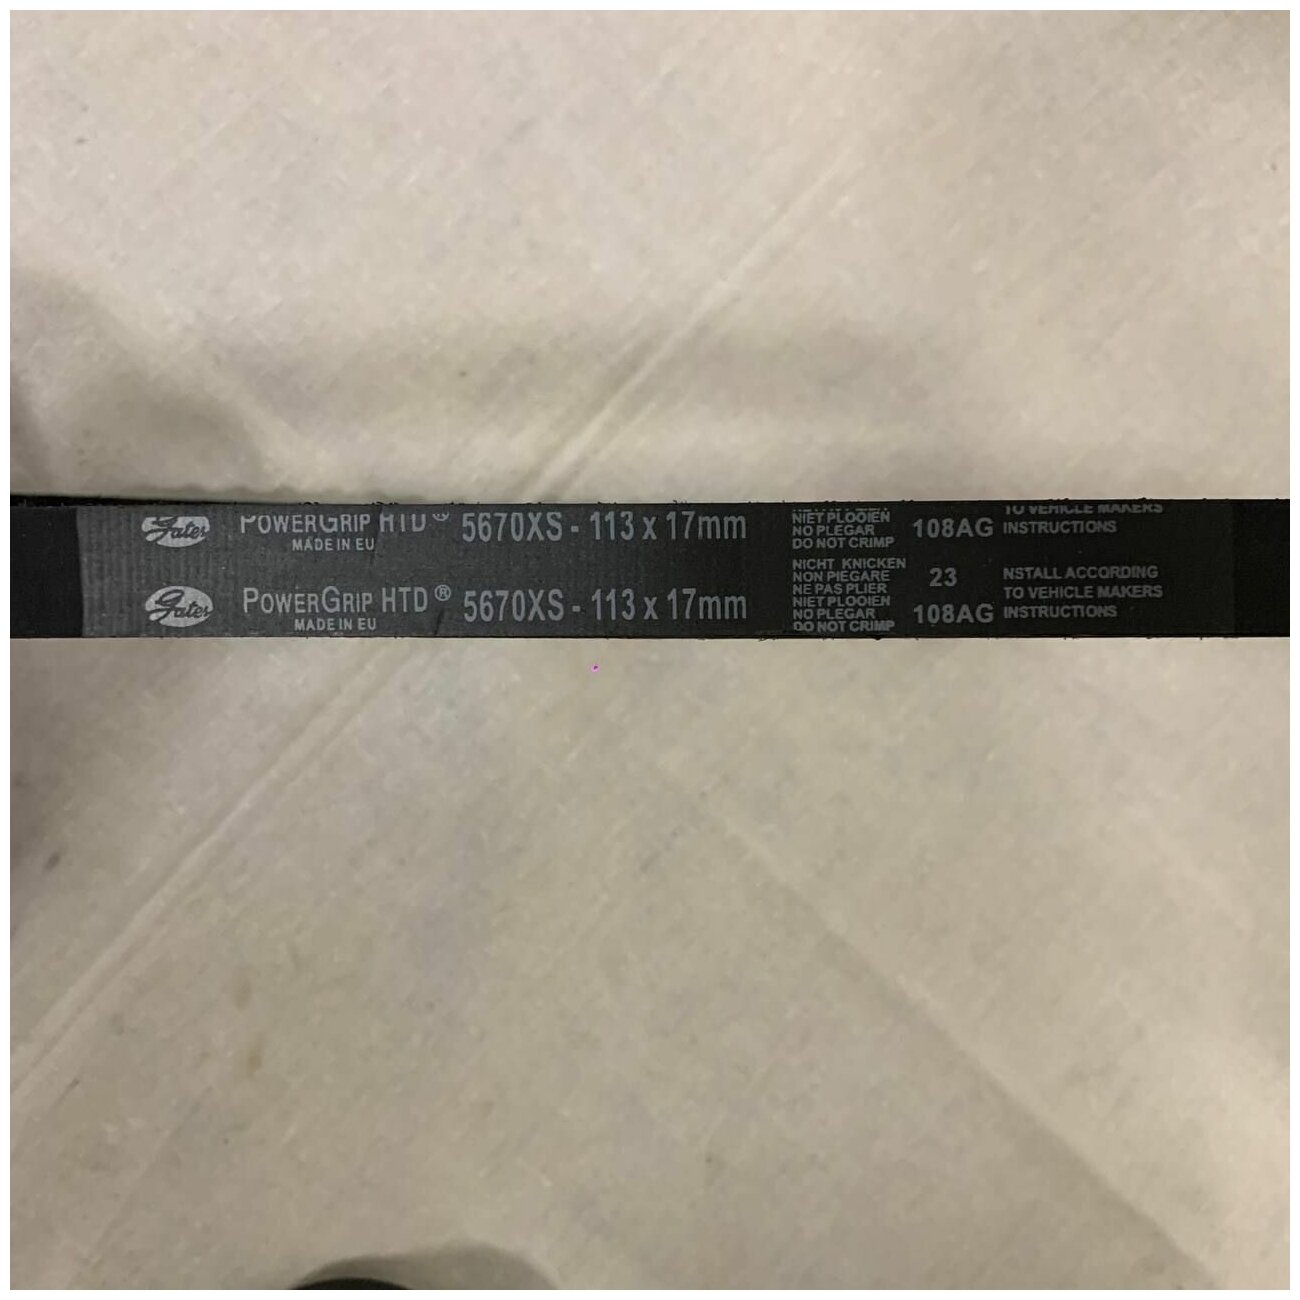 Gates
POWERGRIP HTD®
MADE IN EU
5670XS - 113 x 17mm
NIET PLOOIEN
NO PLEGAR
DO NOT CRIMP
108AG
TO VEHICLE MAKERS
INSTRUCTIONS
Gates
POWERGRIP HTD®
MADE IN EU
5670XS - 113 x 17mm
NICHT KNICKEN
NON PIEGARE
NE PAS PLIER
NIET PLOOIEN
NO PLEGAR
DO NOT CRIMP
23
108AG
NSTALL ACCORDING
TO VEHICLE MAKERS
INSTRUCTIONS